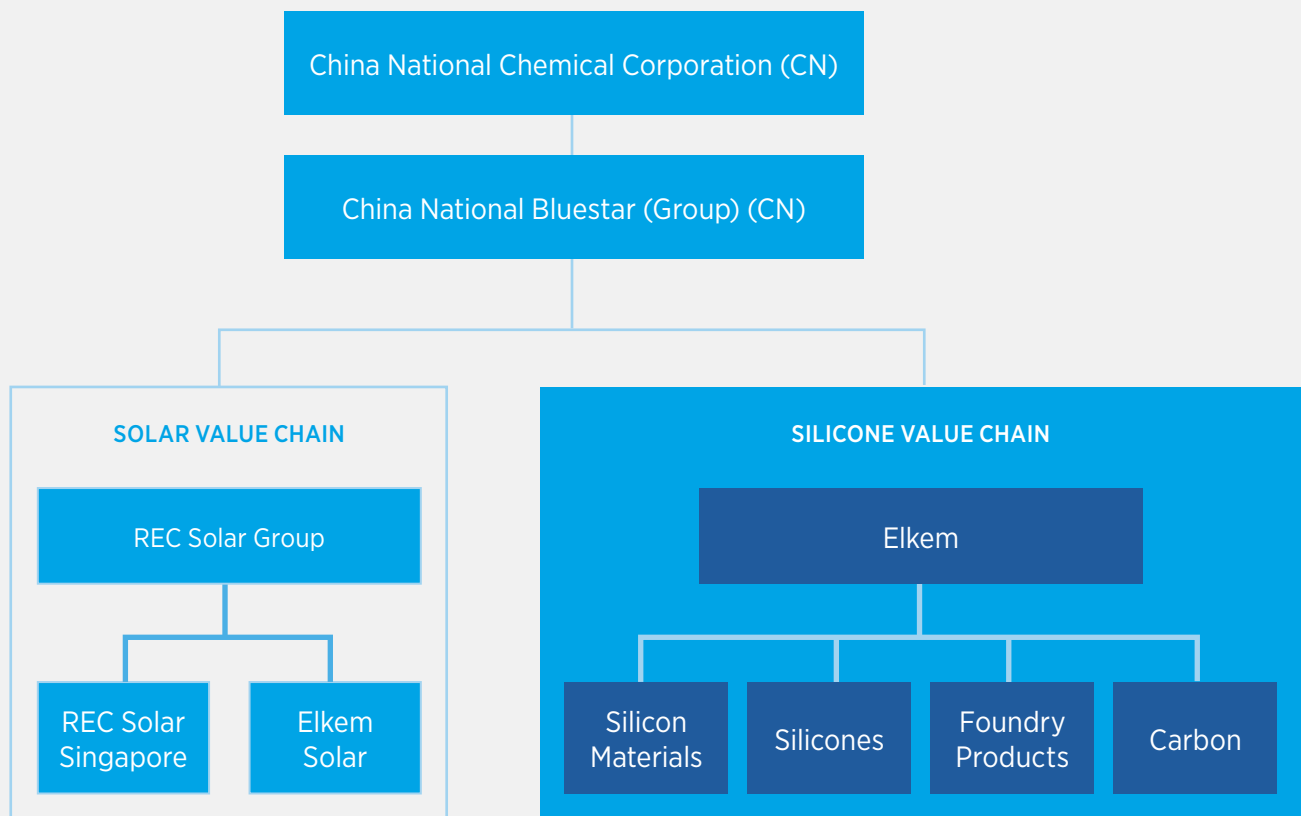 China National Chemical Corporation (CN)
China National Bluestar (Group) (CN)
SOLAR VALUE CHAIN
REC Solar Group
REC Solar
Singapore
Elkem
Solar
SILICONE VALUE CHAIN
Elkem
Silicon
Materials
Silicones
Foundry
Products
Carbon